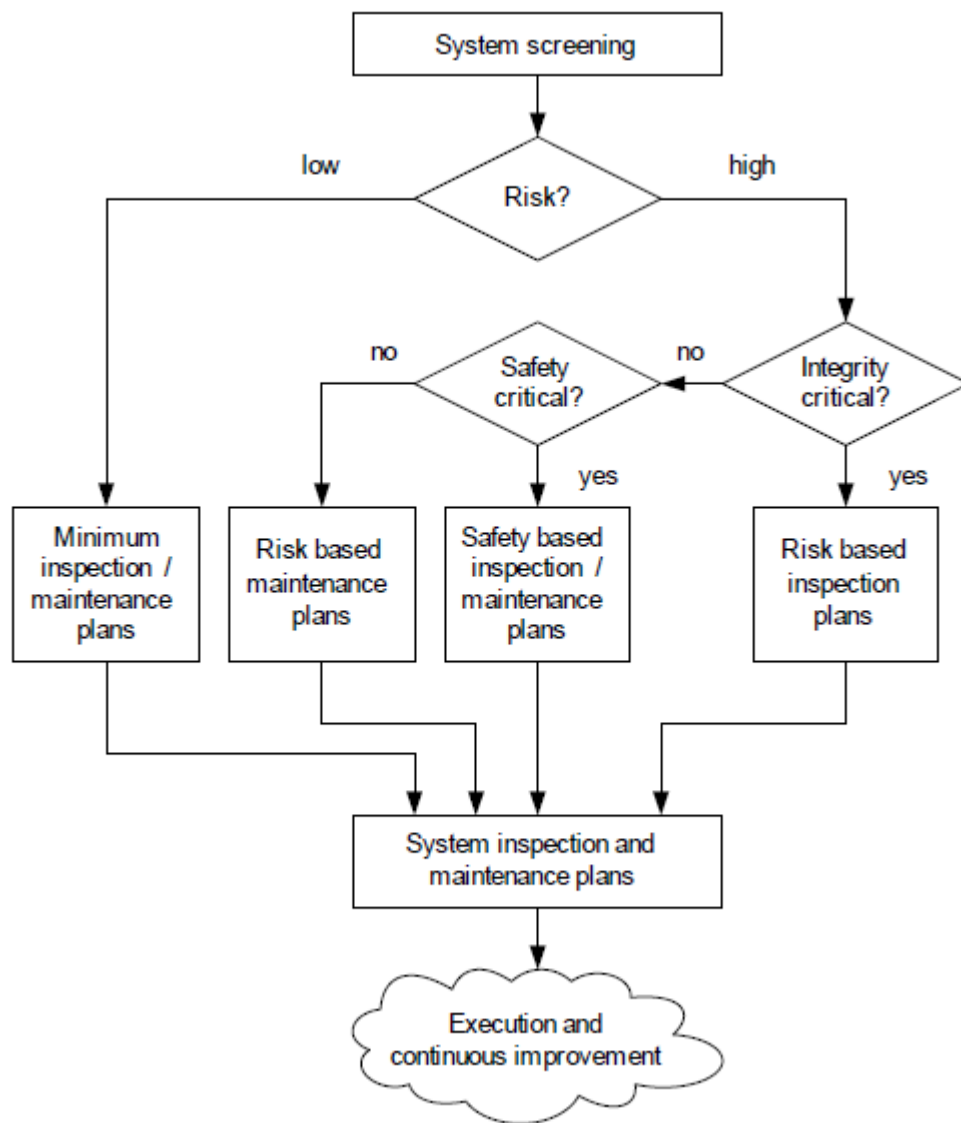 System screening
low
high
Risk?
no
Safety
critical?
no
Integrity
critical?
yes
yes
Minimum
inspection /
maintenance
plans
Risk based
maintenance
plans
Safety based
inspection /
maintenance
plans
Risk based
inspection
plans
System inspection and
maintenance plans
Execution and
continuous improvement